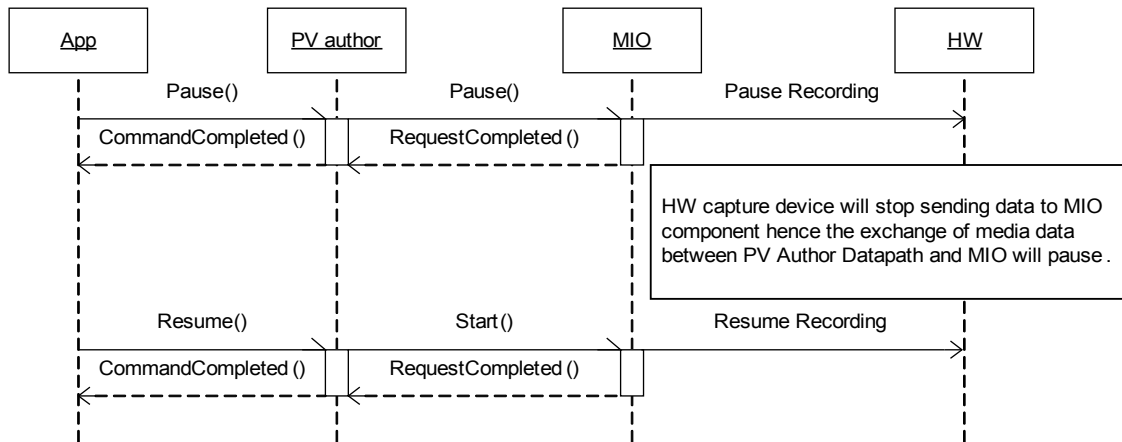 App
PV author
MIO
HW
Pause()
Pause()
Pause Recording
CommandCompleted ()
RequestCompleted ()
HW capture device will stop sending data to MIO
component hence the exchange of media data
between PV Author Datapath and MIO will pause .
Resume()
Start()
Resume Recording
CommandCompleted ()
RequestCompleted ()